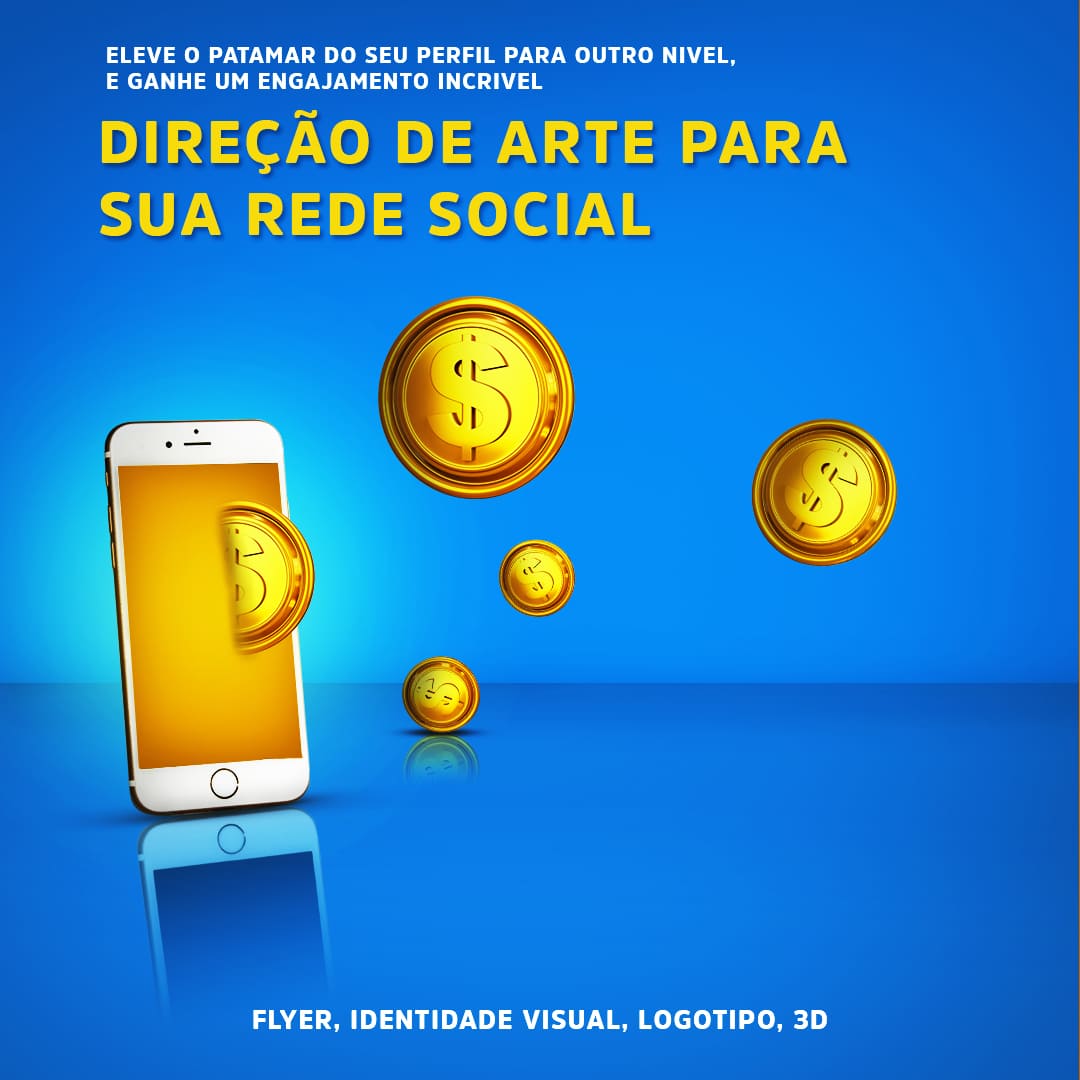 ELEVE O PATAMAR DO SEU PERFIL PARA OUTRO NIVEL,
E GANHE UM ENGAJAMENTO INCRIVEL
DIREÇÃO DE ARTE PARA
SUA REDE SOCIAL
FLYER, IDENTIDADE VISUAL, LOGOTIPO, 3D